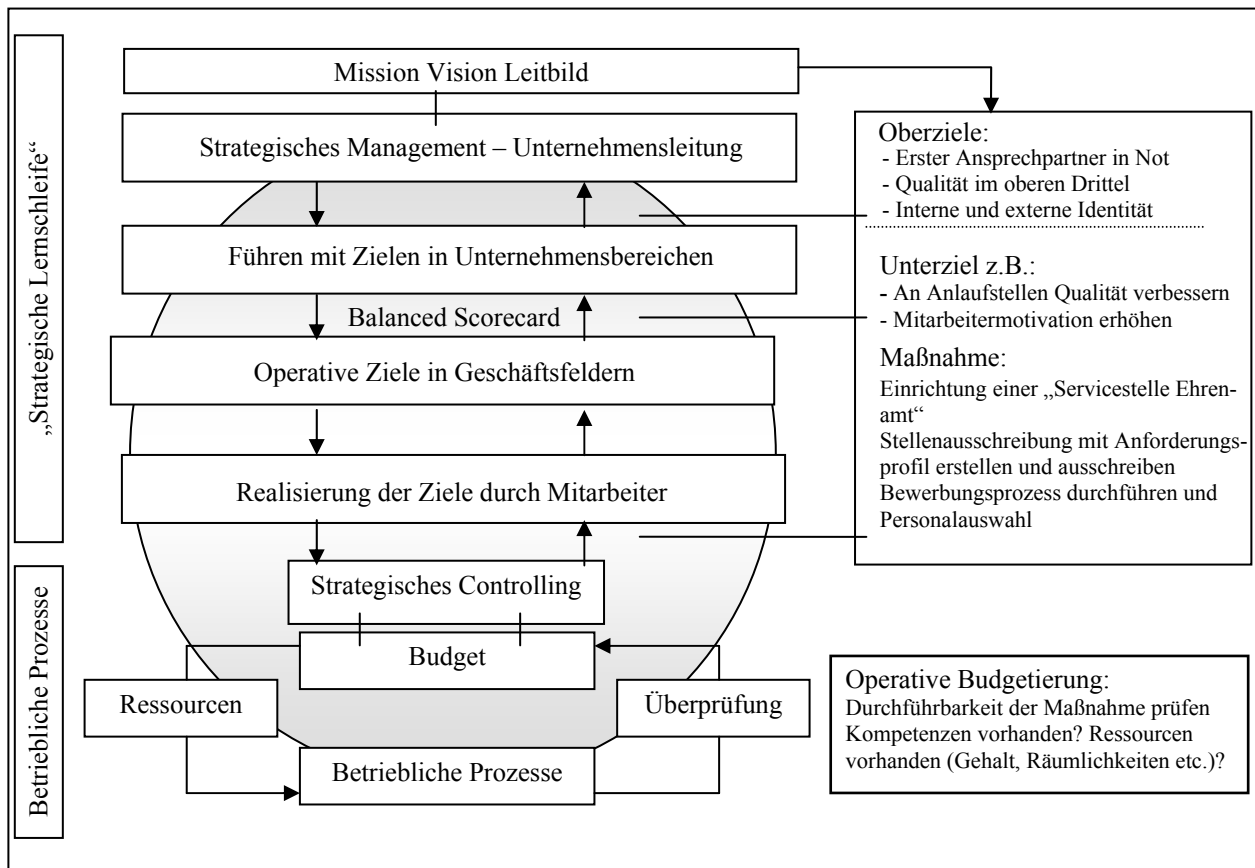 „Strategische Lernschleife“
Mission Vision Leitbild
Strategisches Management – Unternehmensleitung
Führen mit Zielen in Unternehmensbereichen
Balanced Scorecard
Operative Ziele in Geschäftsfeldern
Realisierung der Ziele durch Mitarbeiter
Oberziele:
- Erster Ansprechpartner in Not
- Qualität im oberen Drittel
- Interne und externe Identität
Unterziel z.B.:
- An Anlaufstellen Qualität verbessern
- Mitarbeitermotivation erhöhen
Maßnahme:
Einrichtung einer „Servicestelle Ehren-
amt“
Stellenausschreibung mit Anforderungs-
profil erstellen und ausschreiben
Bewerbungsprozess durchführen und
Personalauswahl
Betriebliche Prozesse
Strategisches Controlling
Budget
Ressourcen
Überprüfung
Betriebliche Prozesse
Operative Budgetierung:
Durchführbarkeit der Maßnahme prüfen
Kompetenzen vorhanden? Ressourcen
vorhanden (Gehalt, Räumlichkeiten etc.)?